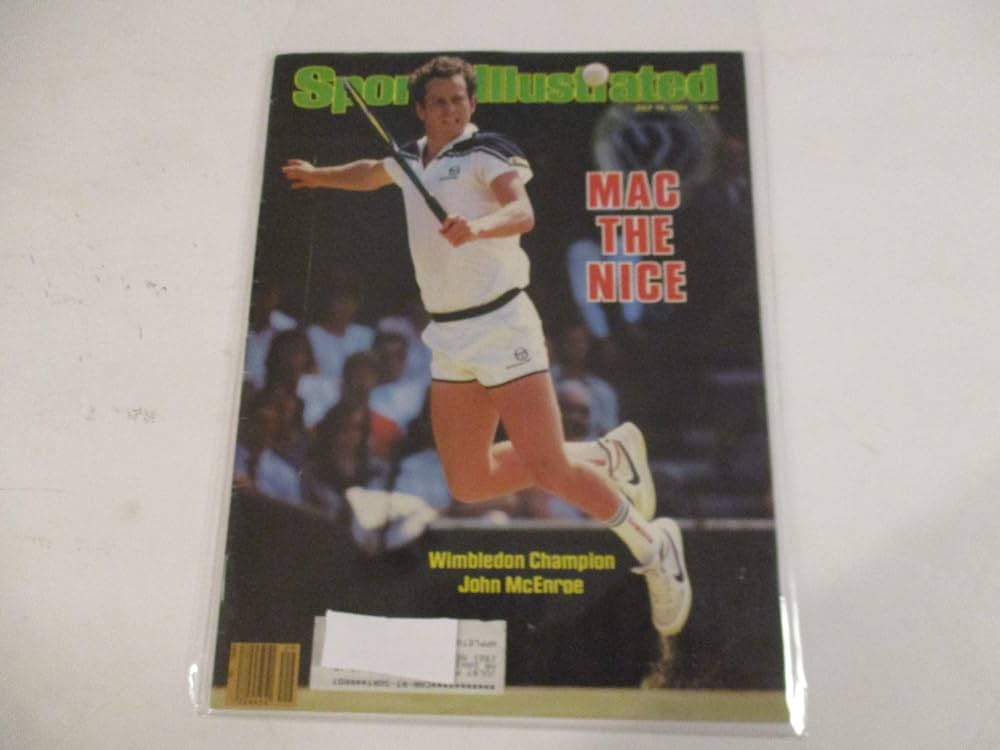 Sports Illustrated
MAC
THE
NICE
Wimbledon Champion
John McEnroe